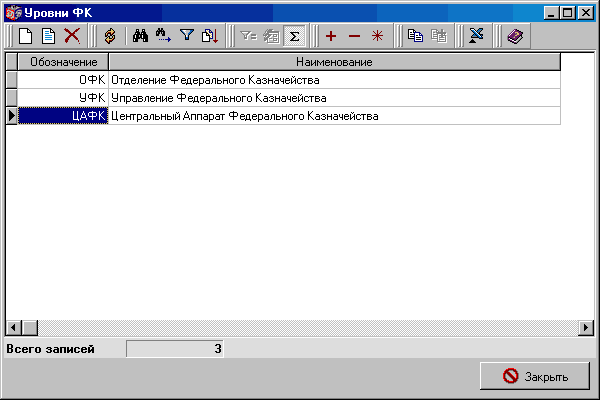 Уровни ФК
Обозначение Наименование
ОФК Отделение Федерального Казначейства
УФК Управление Федерального Казначейства
ЦАФК Центральный Аппарат Федерального Казначейства
Всего записей 3
Закрыть